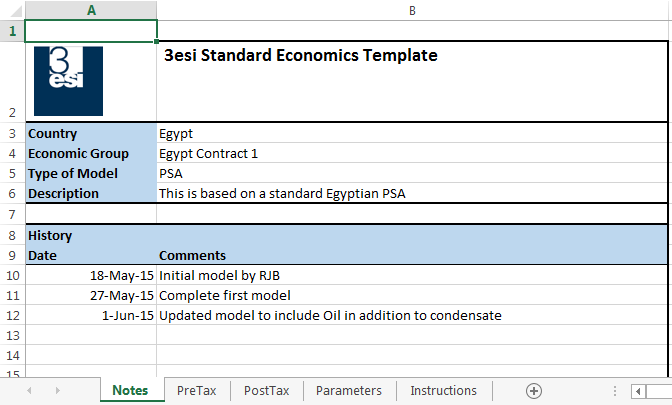 A B
1
3
esi
3esi Standard Economics Template
2
3 Country Egypt
4 Economic Group Egypt Contract 1
5 Type of Model PSA
6 Description This is based on a standard Egyptian PSA
7
8 History
9 Date Comments
10 18-May-15 Initial model by RJB
11 27-May-15 Complete first model
12 1-Jun-15 Updated model to include Oil in addition to condensate
13
14
15
Notes PreTax PostTax Parameters Instructions